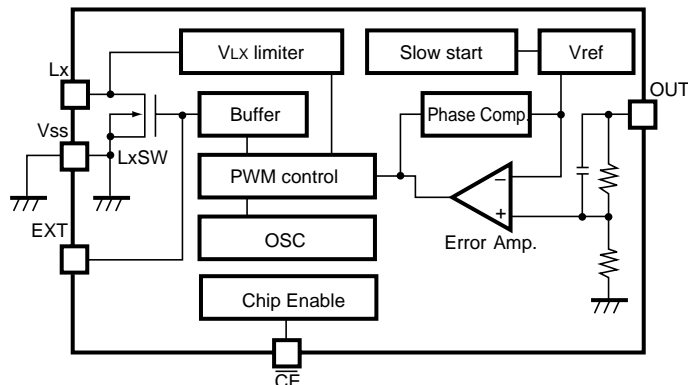 Lx
VLX limiter
Slow start
Vref
OUT
Buffer
Phase Comp.
Vss
LxSW
PWM control
−
+
Error Amp.
EXT
OSC
Chip Enable
CE